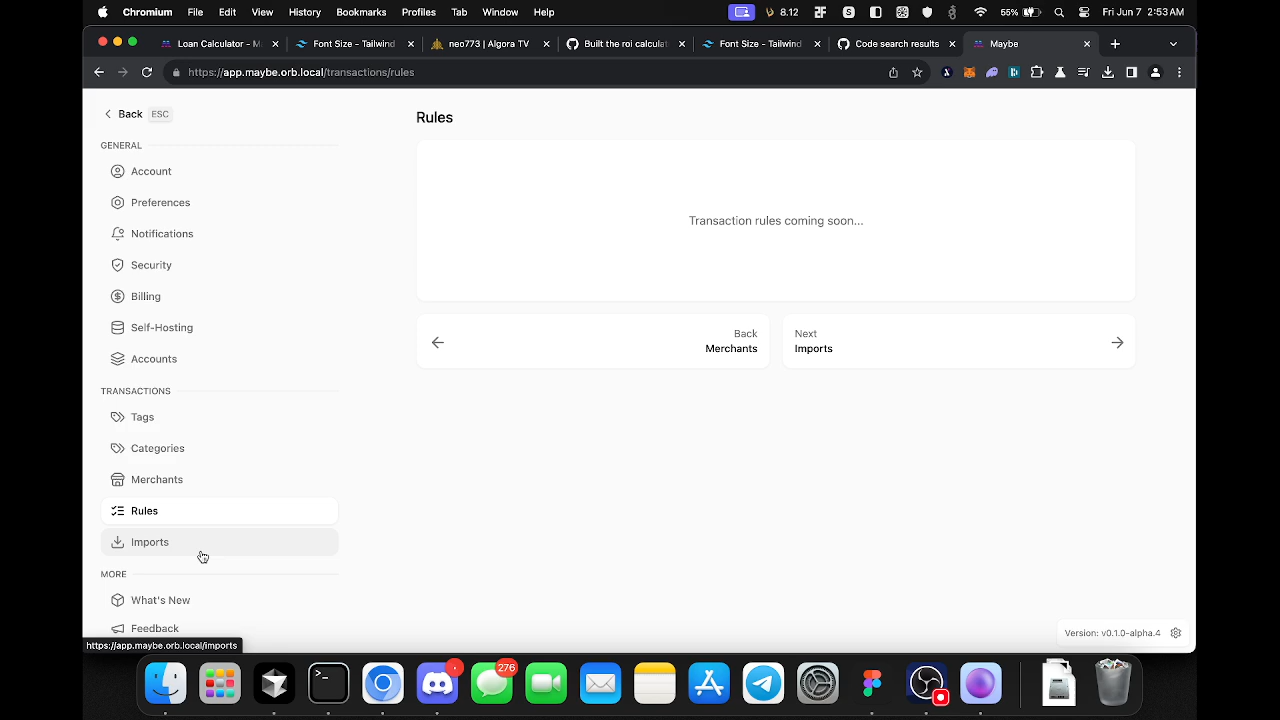 Chromium File Edit View History Bookmarks Profiles Tab Window Help 8.12 55% Fri Jun 7 2:53 AM
Loan Calculator - M Font Size - Tailwind neo773 | Algora TV Built the roi calculat Font Size - Tailwind Code search results Maybe
https://app.maybe.orb.local/transactions/rules
Back ESC
Rules
GENERAL
Account
Preferences
Notifications
Security
Billing
Self-Hosting
Accounts
Transaction rules coming soon...
Back
Merchants
Next
Imports
TRANSACTIONS
Tags
Categories
Merchants
Rules
Imports
MORE
What's New
Feedback
Version: v0.1.0-alpha.4
https://app.maybe.orb.local/imports
276